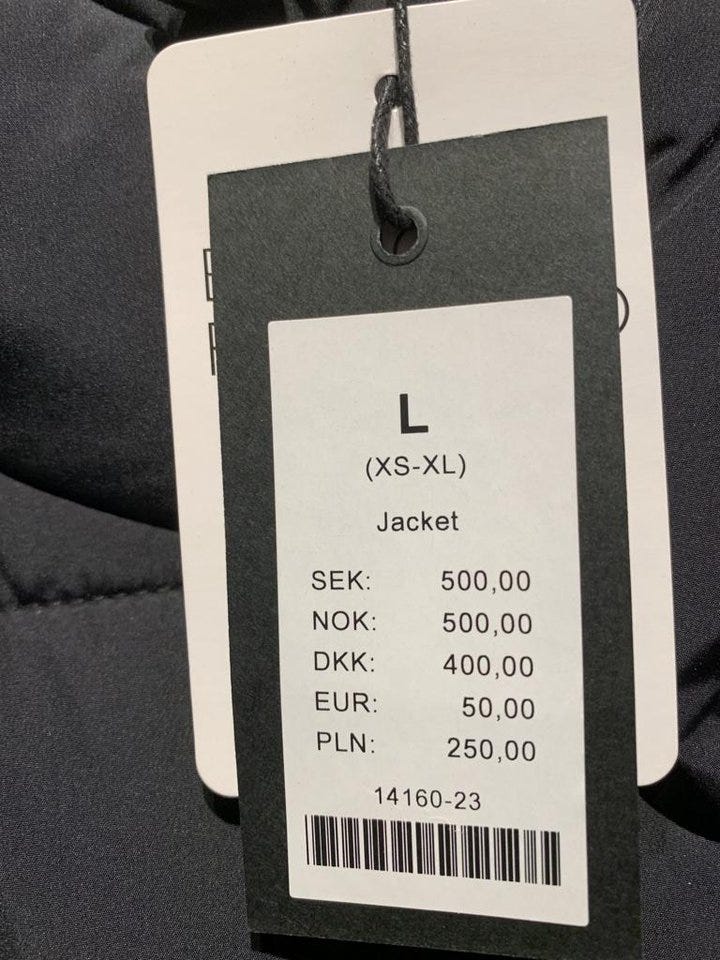 L
(XS-XL)
Jacket
SEK: 500,00
NOK: 500,00
DKK: 400,00
EUR: 50,00
PLN: 250,00
14160-23